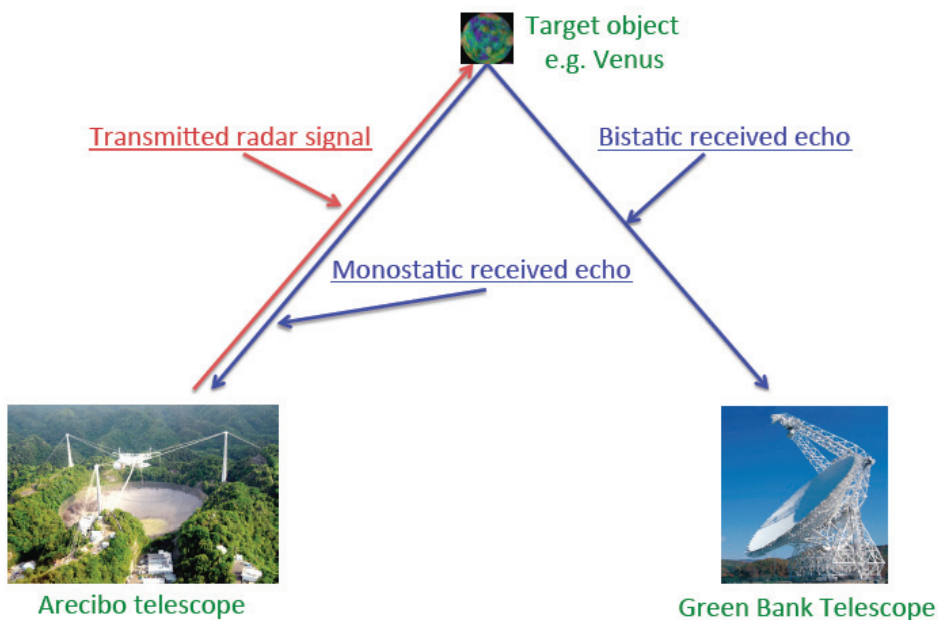 Target object
e.g. Venus
Transmitted radar signal
Bistatic received echo
Monostatic received echo
Arecibo telescope
Green Bank Telescope